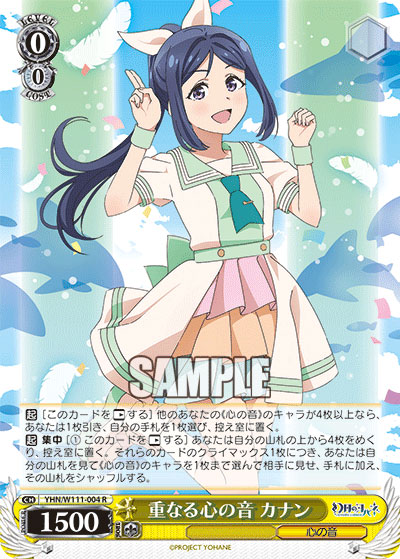 LEVEL
0
0
COST
SAMPLE
起 [このカードを する] 他のあなたの《心の音》のキャラが4枚以上なら、
あなたは1枚引き、自分の手札を1枚選び、控え室に置く。
起 集中 [① このカードを する] あなたは自分の山札の上から4枚をめく
り、控え室に置く。それらのカードのクライマックス1枚につき、あなたは自
分の山札を見て《心の音》のキャラを1枚まで選んで相手に見せ、手札に加え、
その山札をシャッフルする。
CH YHN/W111-004 R
1500
重なる心の音 カナン
心の音
©PROJECT YOHANE